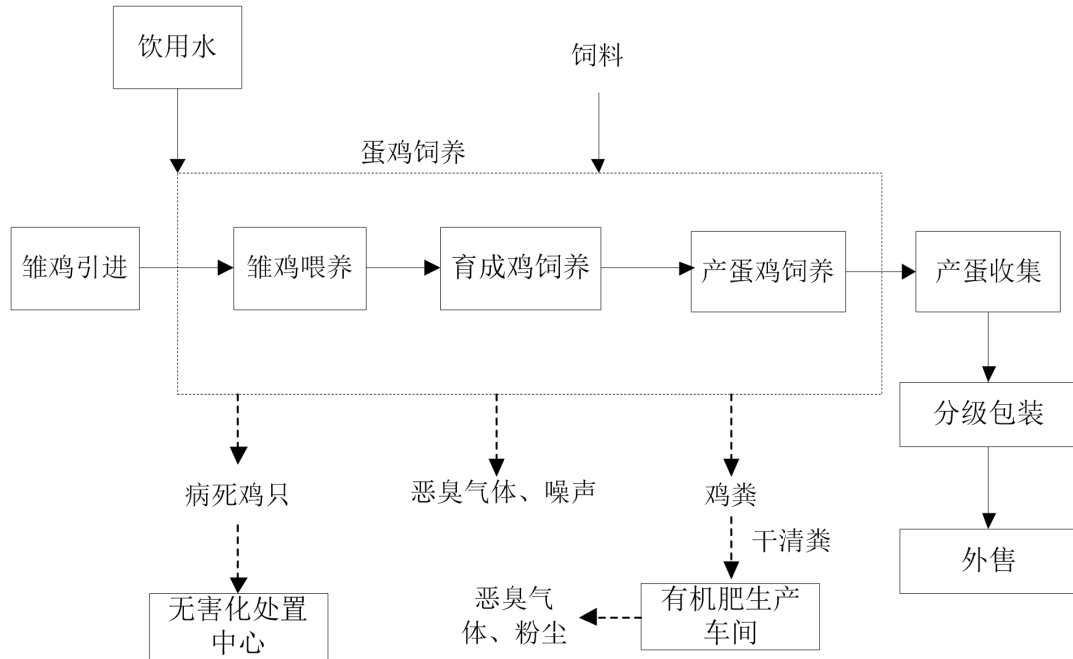 饮用水
饲料
蛋鸡饲养
雏鸡引进
雏鸡喂养
育成鸡饲养
产蛋鸡饲养
产蛋收集
分级包装
病死鸡只
恶臭气体、噪声
鸡粪
干清粪
外售
无害化处置
中心
恶臭气
体、粉尘
有机肥生产
车间